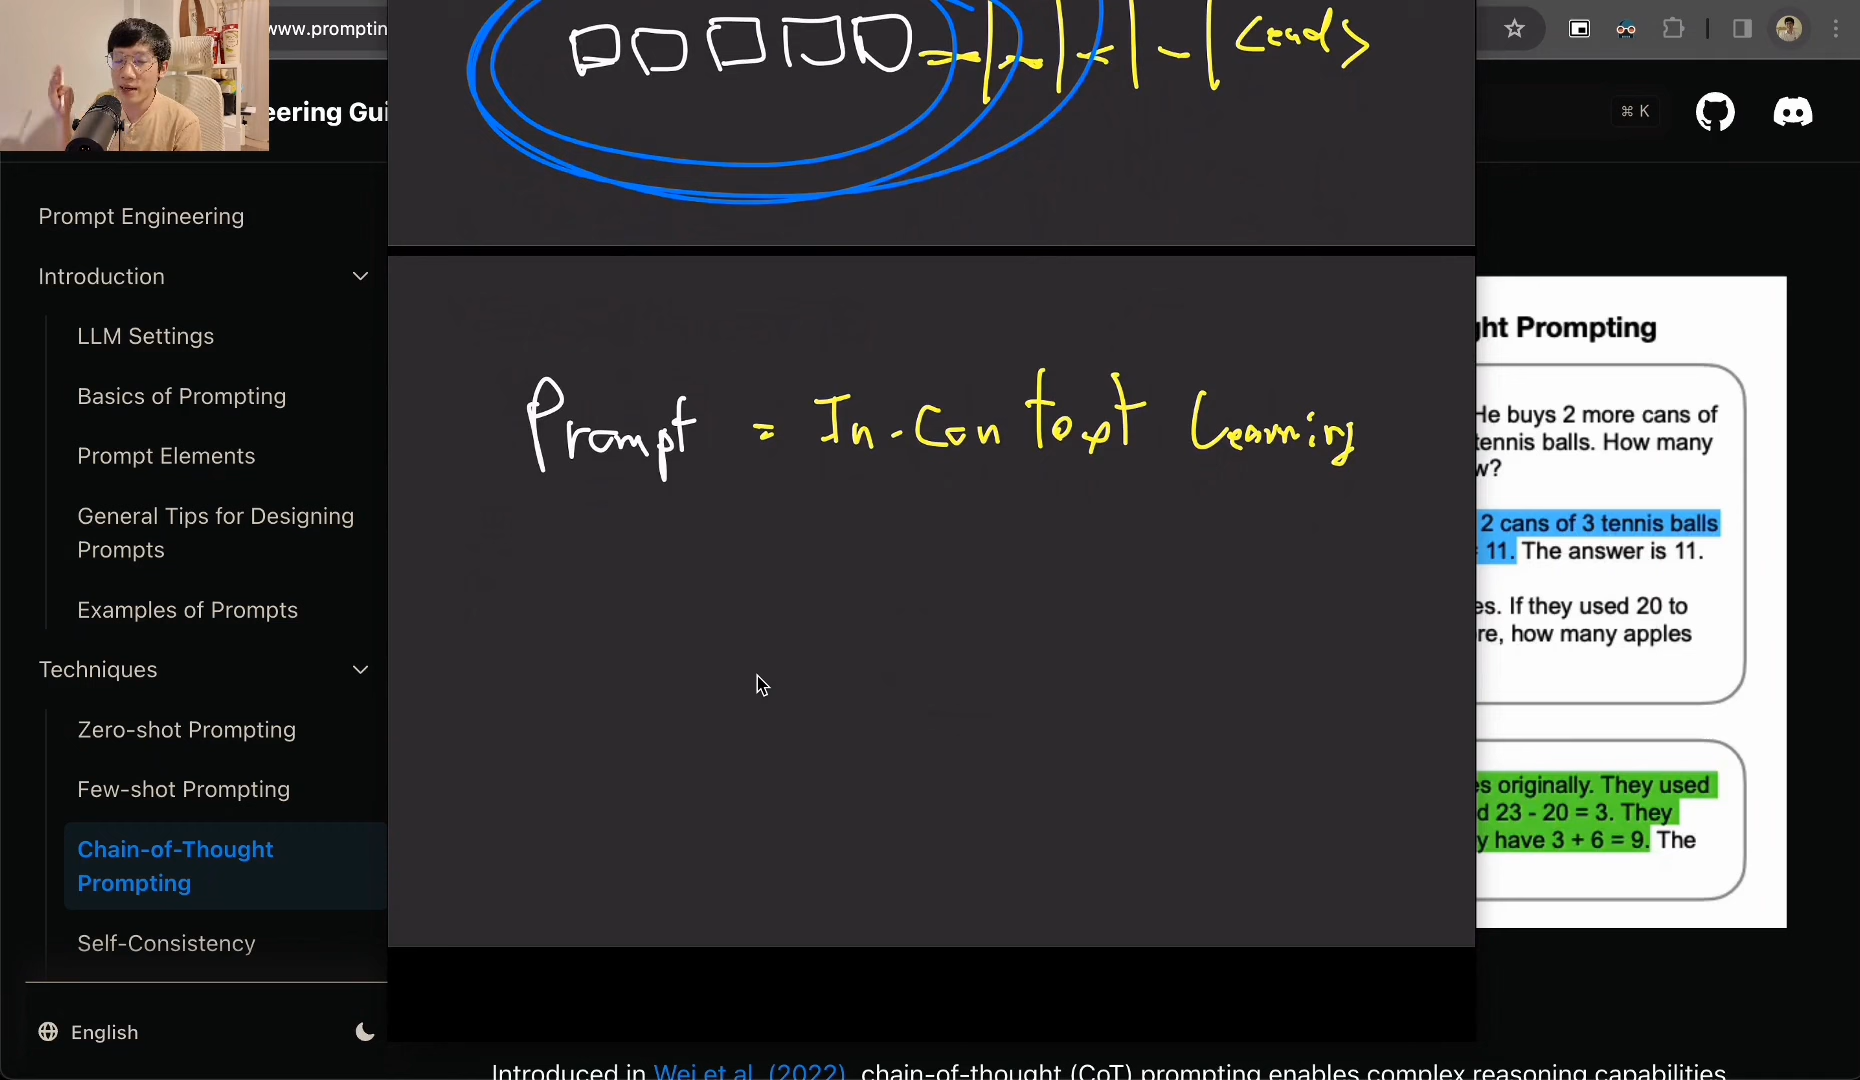 www.promptin
<end>
eering Gui
⌘ K
Prompt Engineering
Introduction
LLM Settings
Basics of Prompting
Prompt Elements
General Tips for Designing
Prompts
Examples of Prompts
Techniques
Zero-shot Prompting
Few-shot Prompting
Chain-of-Thought
Prompting
Self-Consistency
English
Prompt = In-Context Learning
ght Prompting
He buys 2 more cans of
tennis balls. How many
w?
2 cans of 3 tennis balls
= 11. The answer is 11.
es. If they used 20 to
re, how many apples
es originally. They used
d 23 - 20 = 3. They
y have 3 + 6 = 9. The
Introduced in Wei et al. (2022), chain-of-thought (CoT) prompting enables complex reasoning capabilities